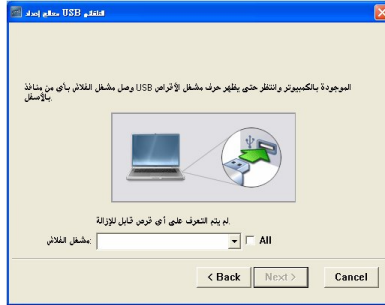 معالج إعداد USB التلقائي
الموجودة بالكمبيوتر وانتظر حتى يظهر حرف مشغل الأقراص USB وصل مشغل الفلاش بأي من منافذ
بالأسفل.
لم يتم التعرف على أي قرص قابل للإزالة.
مشغل الفلاش:
All
< Back
Next >
Cancel